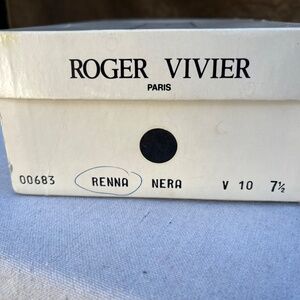 ROGER VIVIER
PARIS
00683 RENNA NERA V 10 7½